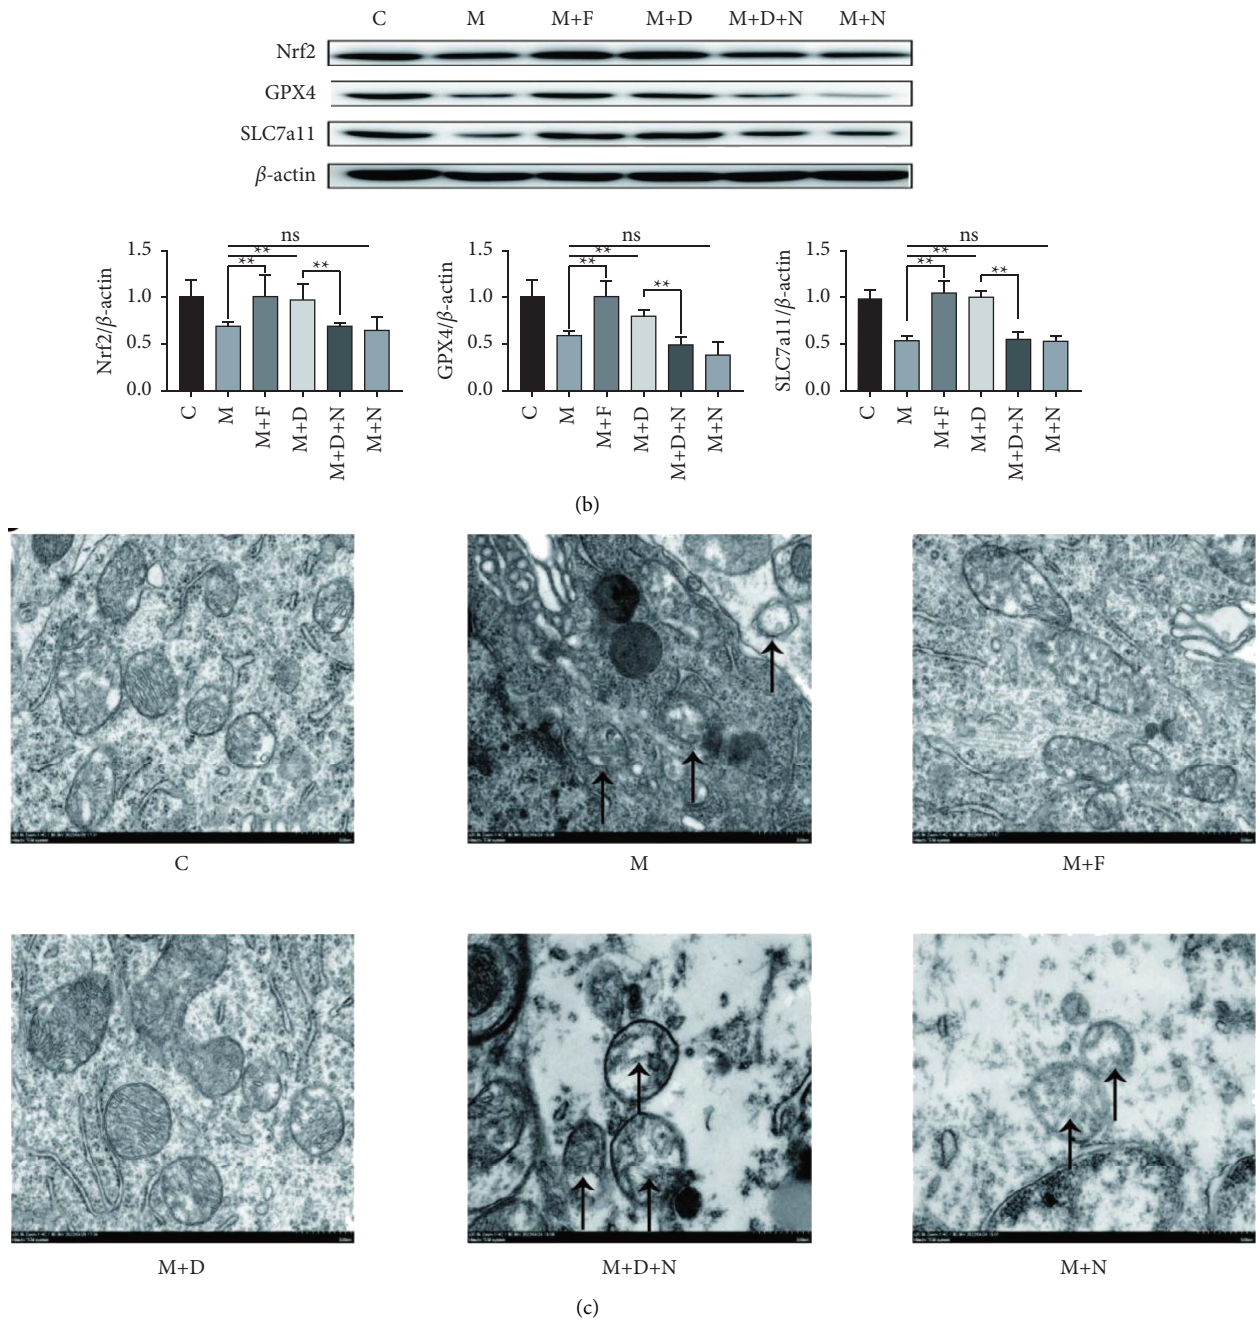 C M M+F M+D M+D+N M+N
Nrf2
GPX4
SLC7a11
β-actin
Nrf2/β-actin
1.5
1.0
0.5
0.0
ns
**
**
**
C M M+F M+D M+D+N M+N
GPX4/β-actin
1.5
1.0
0.5
0.0
ns
**
**
**
C M M+F M+D M+D+N M+N
SLC7a11/β-actin
1.5
1.0
0.5
0.0
ns
**
**
**
C M M+F M+D M+D+N M+N
(b)
C M M+F
M+D M+D+N M+N
(c)